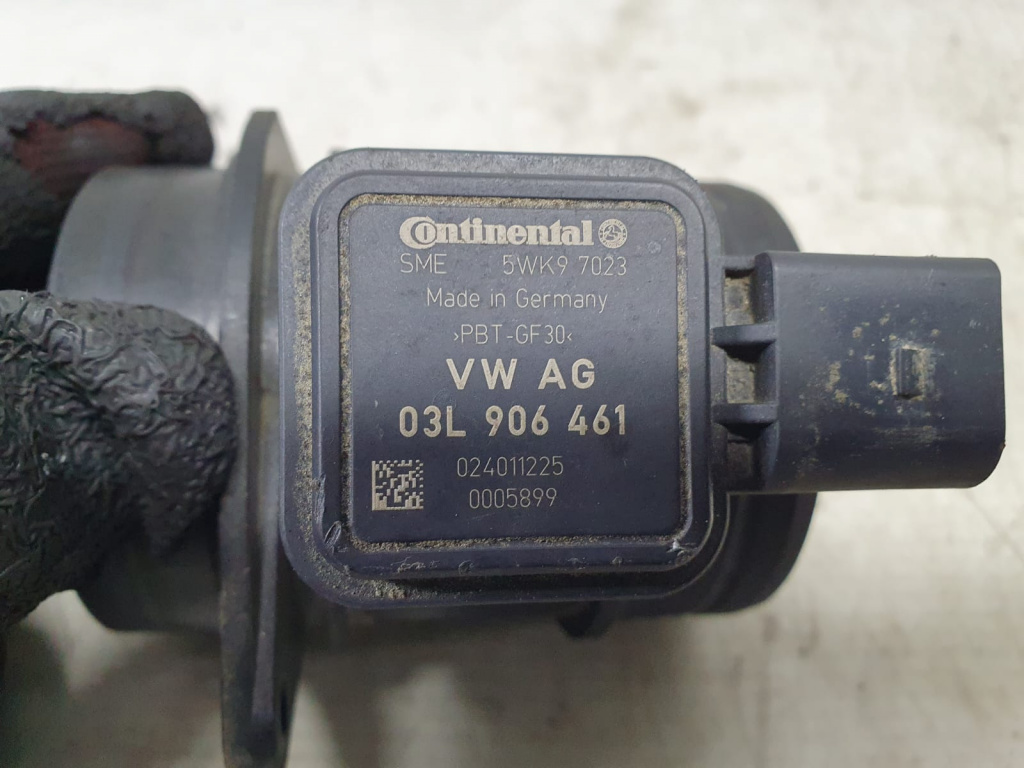 Continental
SME 5WK9 7023
Made in Germany
>PBT-GF30<
VW AG
03L 906 461
024011225
0005899